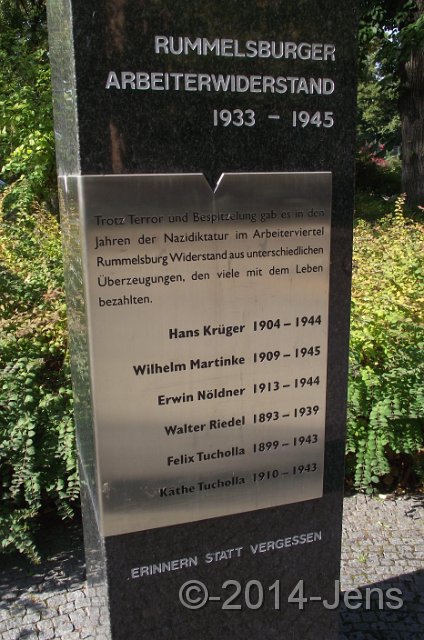 RUMMELSBURGER
ARBEITERWIDERSTAND
1933 – 1945
Trotz Terror und Bespitzelung gab es in den
Jahren der Nazidiktatur im Arbeiterviertel
Rummelsburg Widerstand aus unterschiedlichen
Überzeugungen, den viele mit dem Leben
bezahlten.
Hans Krüger 1904 – 1944
Wilhelm Martinke 1909 – 1945
Erwin Nöldner 1913 – 1944
Walter Riedel 1893 – 1939
Felix Tucholla 1899 – 1943
Käthe Tucholla 1910 – 1943
ERINNERN STATT VERGESSEN
©-2014-Jens